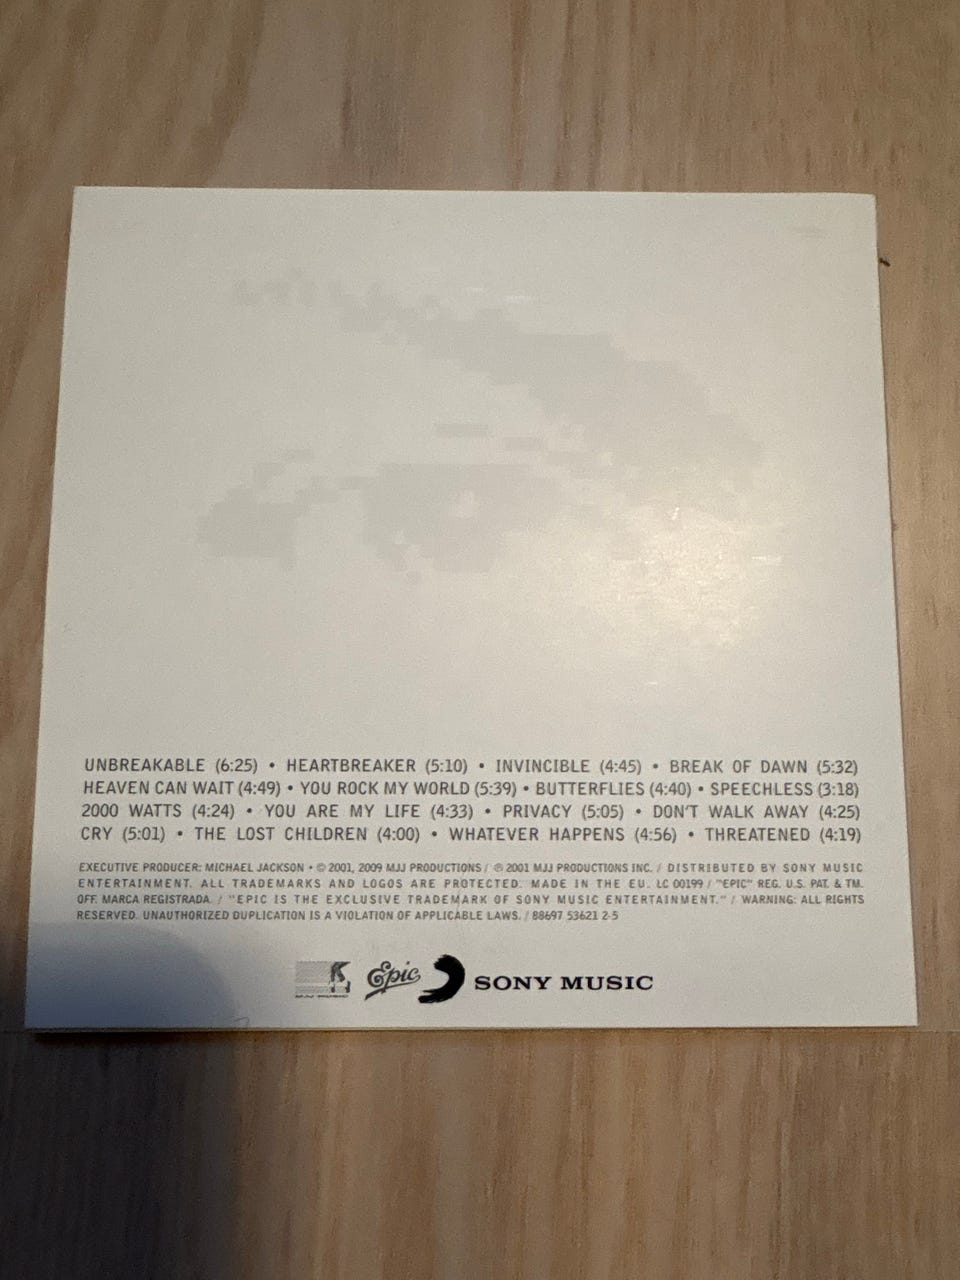 UNBREAKABLE (6:25) • HEARTBREAKER (5:10) • INVINCIBLE (4:45) • BREAK OF DAWN (5:32)
HEAVEN CAN WAIT (4:49) • YOU ROCK MY WORLD (5:39) • BUTTERFLIES (4:40) • SPEECHLESS (3:18)
2000 WATTS (4:24) • YOU ARE MY LIFE (4:33) • PRIVACY (5:05) • DON'T WALK AWAY (4:25)
CRY (5:01) • THE LOST CHILDREN (4:00) • WHATEVER HAPPENS (4:56) • THREATENED (4:19)
EXECUTIVE PRODUCER: MICHAEL JACKSON • © 2001, 2009 MJJ PRODUCTIONS / ℗ 2001 MJJ PRODUCTIONS INC. / DISTRIBUTED BY SONY MUSIC
ENTERTAINMENT. ALL TRADEMARKS AND LOGOS ARE PROTECTED. MADE IN THE EU. LC 00199 / "EPIC" REG. U.S. PAT. & TM.
OFF. MARCA REGISTRADA. / "EPIC IS THE EXCLUSIVE TRADEMARK OF SONY MUSIC ENTERTAINMENT." / WARNING: ALL RIGHTS
RESERVED. UNAUTHORIZED DUPLICATION IS A VIOLATION OF APPLICABLE LAWS. / 88697 53621 2-5
MJJ MUSIC Epic SONY MUSIC